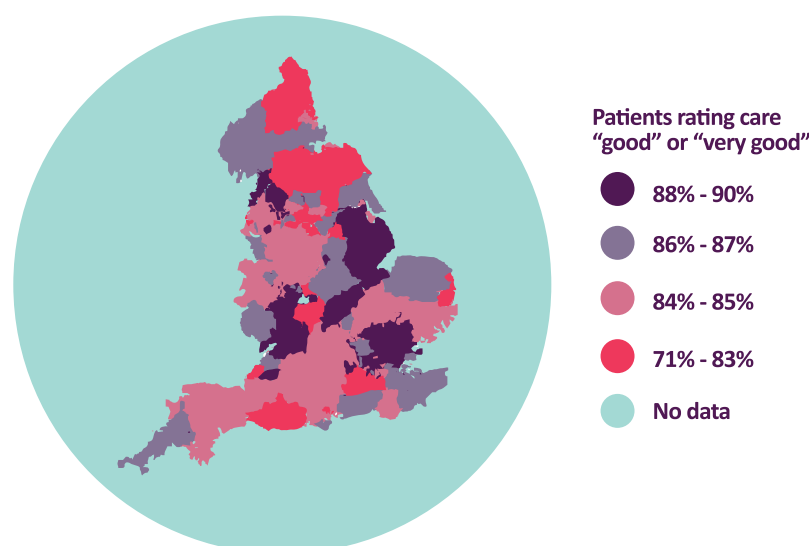 Patients rating care
“good” or “very good”
88% - 90%
86% - 87%
84% - 85%
71% - 83%
No data